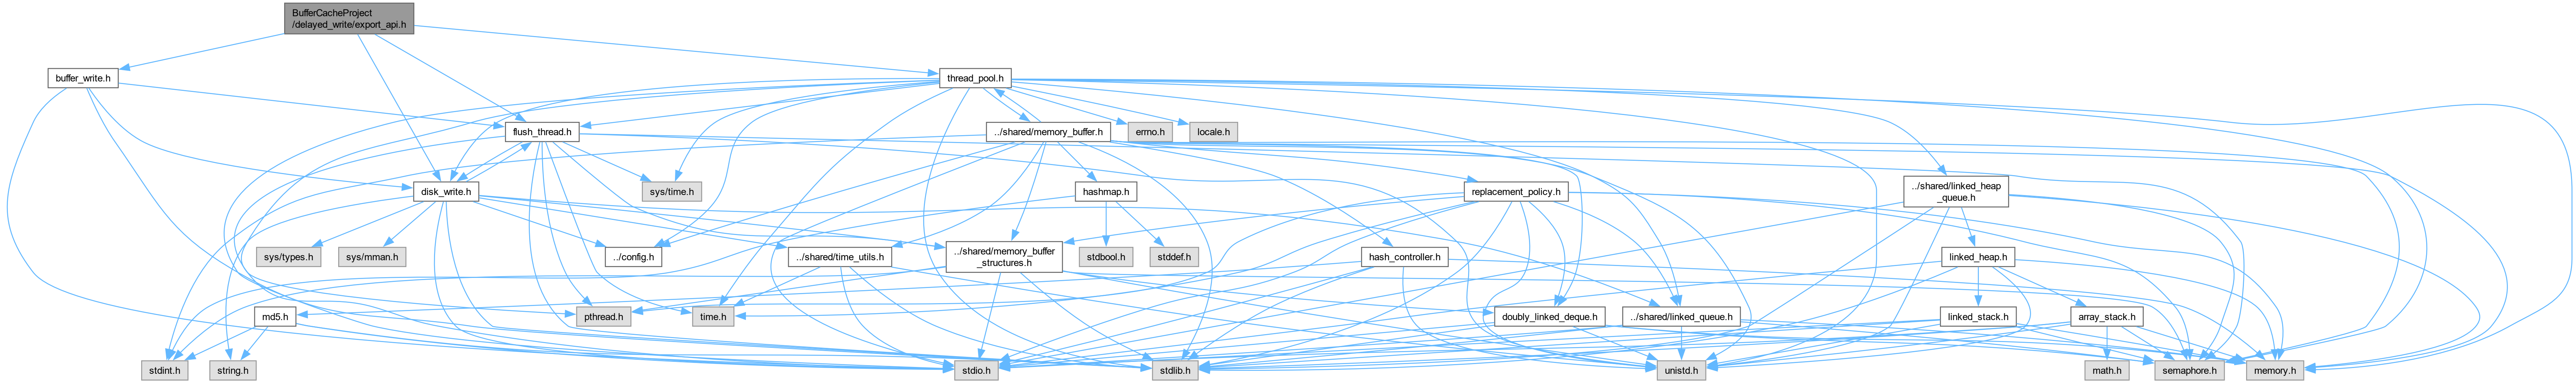 BufferCacheProject
/delayed_write/export_api.h
buffer_write.h
thread_pool.h
flush_thread.h
../shared/memory_buffer.h
errno.h
locale.h
disk_write.h
sys/time.h
hashmap.h
replacement_policy.h
../shared/linked_heap
_queue.h
sys/types.h
sys/mman.h
../config.h
../shared/time_utils.h
../shared/memory_buffer
_structures.h
stdbool.h
stddef.h
hash_controller.h
linked_heap.h
md5.h
pthread.h
time.h
doubly_linked_deque.h
../shared/linked_queue.h
linked_stack.h
array_stack.h
stdint.h
string.h
stdio.h
stdlib.h
unistd.h
math.h
semaphore.h
memory.h